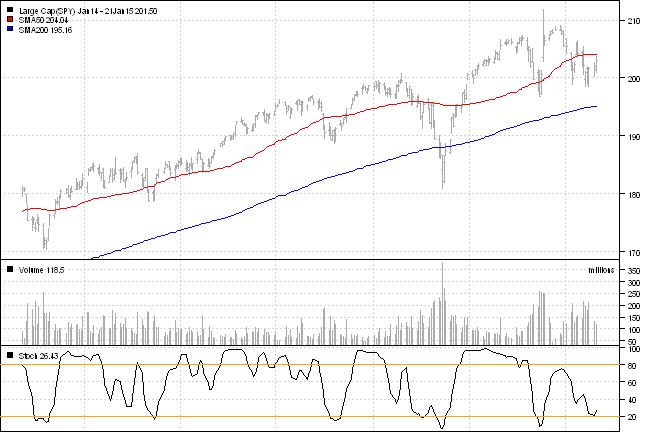 Large Cap(SPY) Jan14 - 21Jan15 201.50
SMA50 204.04
SMA200 195.16
210
200
190
180
170
Volume 118.5
millions
350
300
250
200
150
100
50
Stoch 26.43
100
80
60
40
20